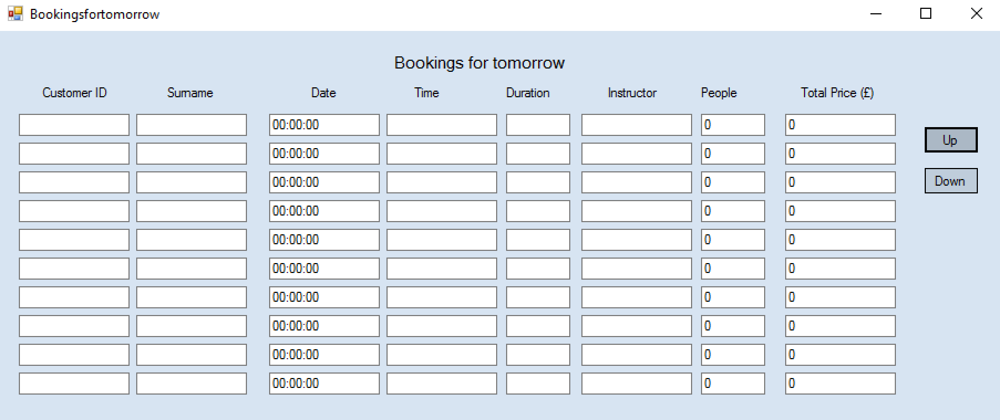 Bookingsfortomorrow
Bookings for tomorrow
Customer ID Surname Date Time Duration Instructor People Total Price (£)
00:00:00 0 0
Up
00:00:00 0 0
00:00:00 0 0
Down
00:00:00 0 0
00:00:00 0 0
00:00:00 0 0
00:00:00 0 0
00:00:00 0 0
00:00:00 0 0
00:00:00 0 0